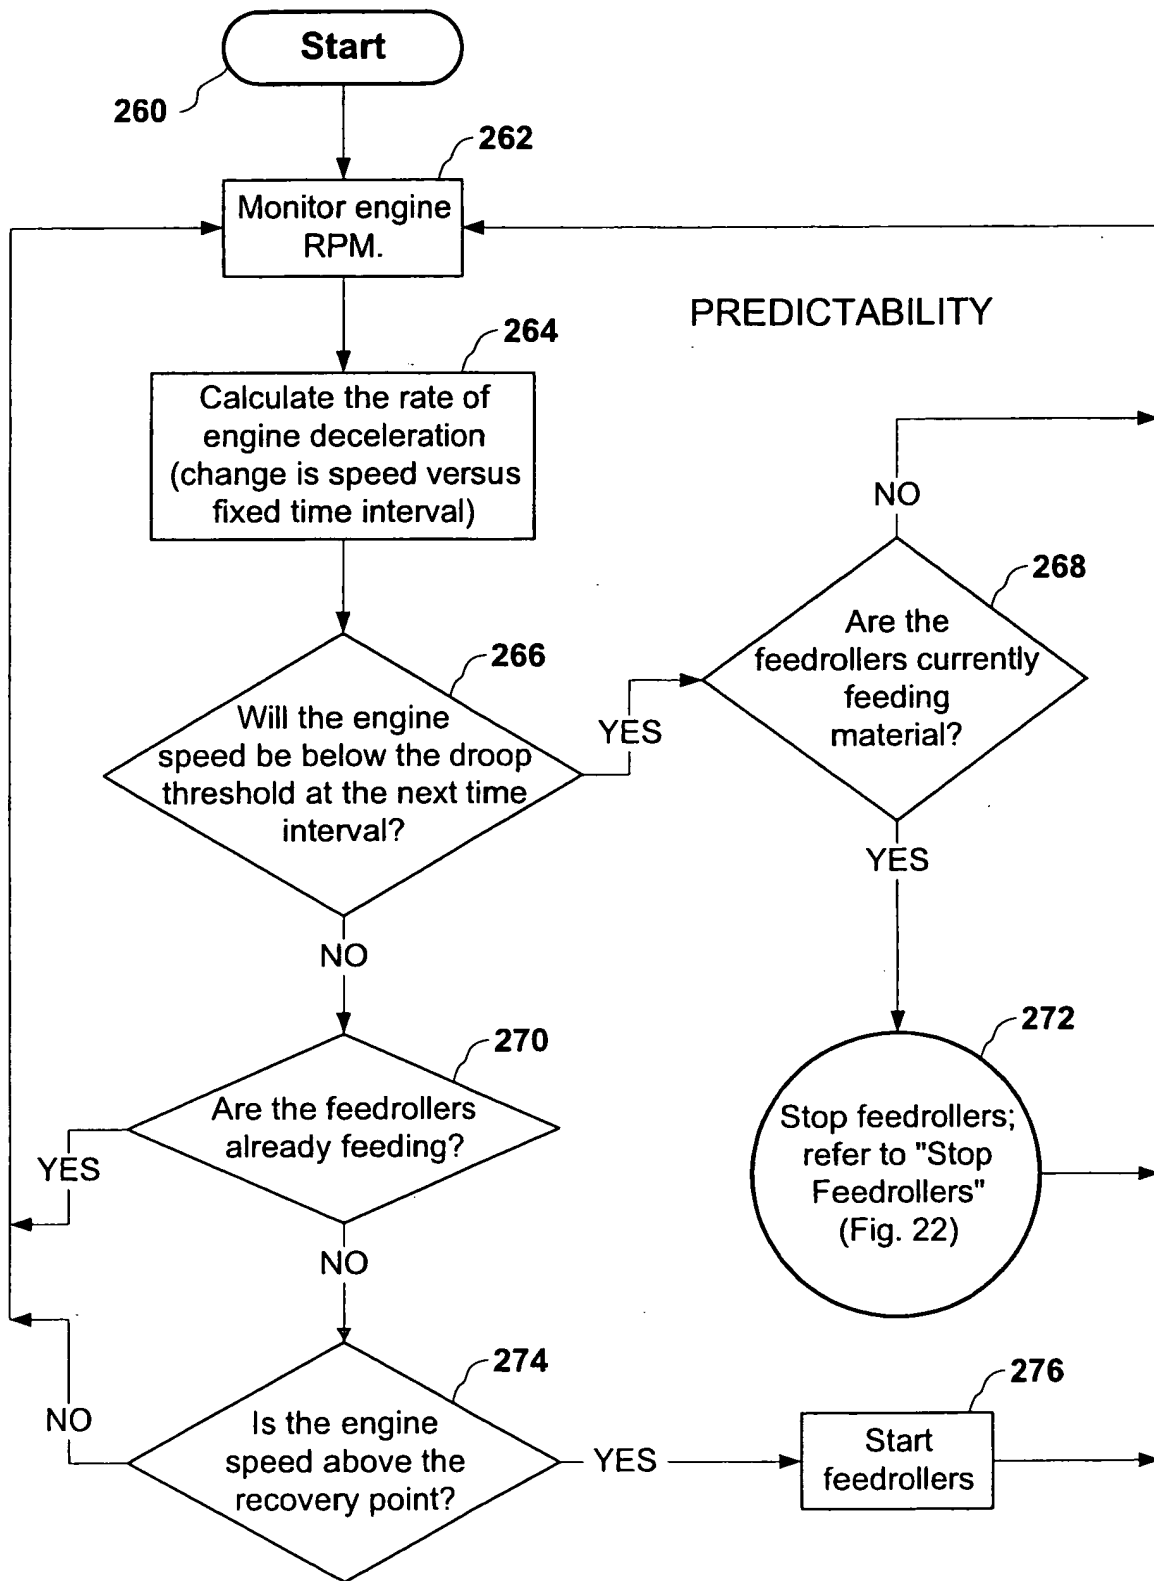 Start
260
262
Monitor engine
RPM.
PREDICTABILITY
264
Calculate the rate of
engine deceleration
(change is speed versus
fixed time interval)
NO
268
Are the
feedrollers currently
feeding
material?
266
Will the engine
speed be below the droop
threshold at the next time
interval?
YES
YES
NO
272
Stop feedrollers;
refer to "Stop
Feedrollers"
(Fig. 22)
270
Are the feedrollers
already feeding?
YES
NO
274
Is the engine
speed above the
recovery point?
NO
YES
276
Start
feedrollers